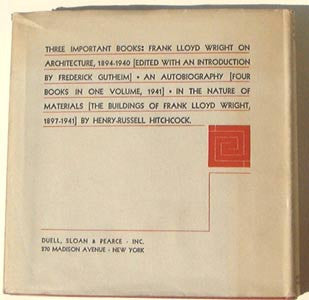 THREE IMPORTANT BOOKS: FRANK LLOYD WRIGHT ON
ARCHITECTURE, 1894-1940 [EDITED WITH AN INTRODUCTION
BY FREDERICK GUTHEIM] • AN AUTOBIOGRAPHY [FOUR
BOOKS IN ONE VOLUME, 1941] • IN THE NATURE OF
MATERIALS [THE BUILDINGS OF FRANK LLOYD WRIGHT,
1897-1941] BY HENRY-RUSSELL HITCHCOCK.
DUELL, SLOAN & PEARCE • INC.
270 MADISON AVENUE • NEW YORK